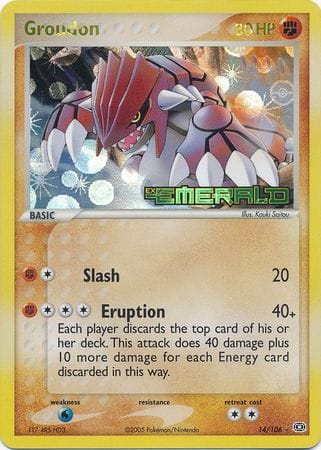 Groudon 80 HP
EX EMERALD
BASIC
Illus. Kouki Saitou
Slash 20
Eruption 40+
Each player discards the top card of his or
her deck. This attack does 40 damage plus
10 more damage for each Energy card
discarded in this way.
weakness resistance retreat cost
©2005 Pokémon/Nintendo
14/106